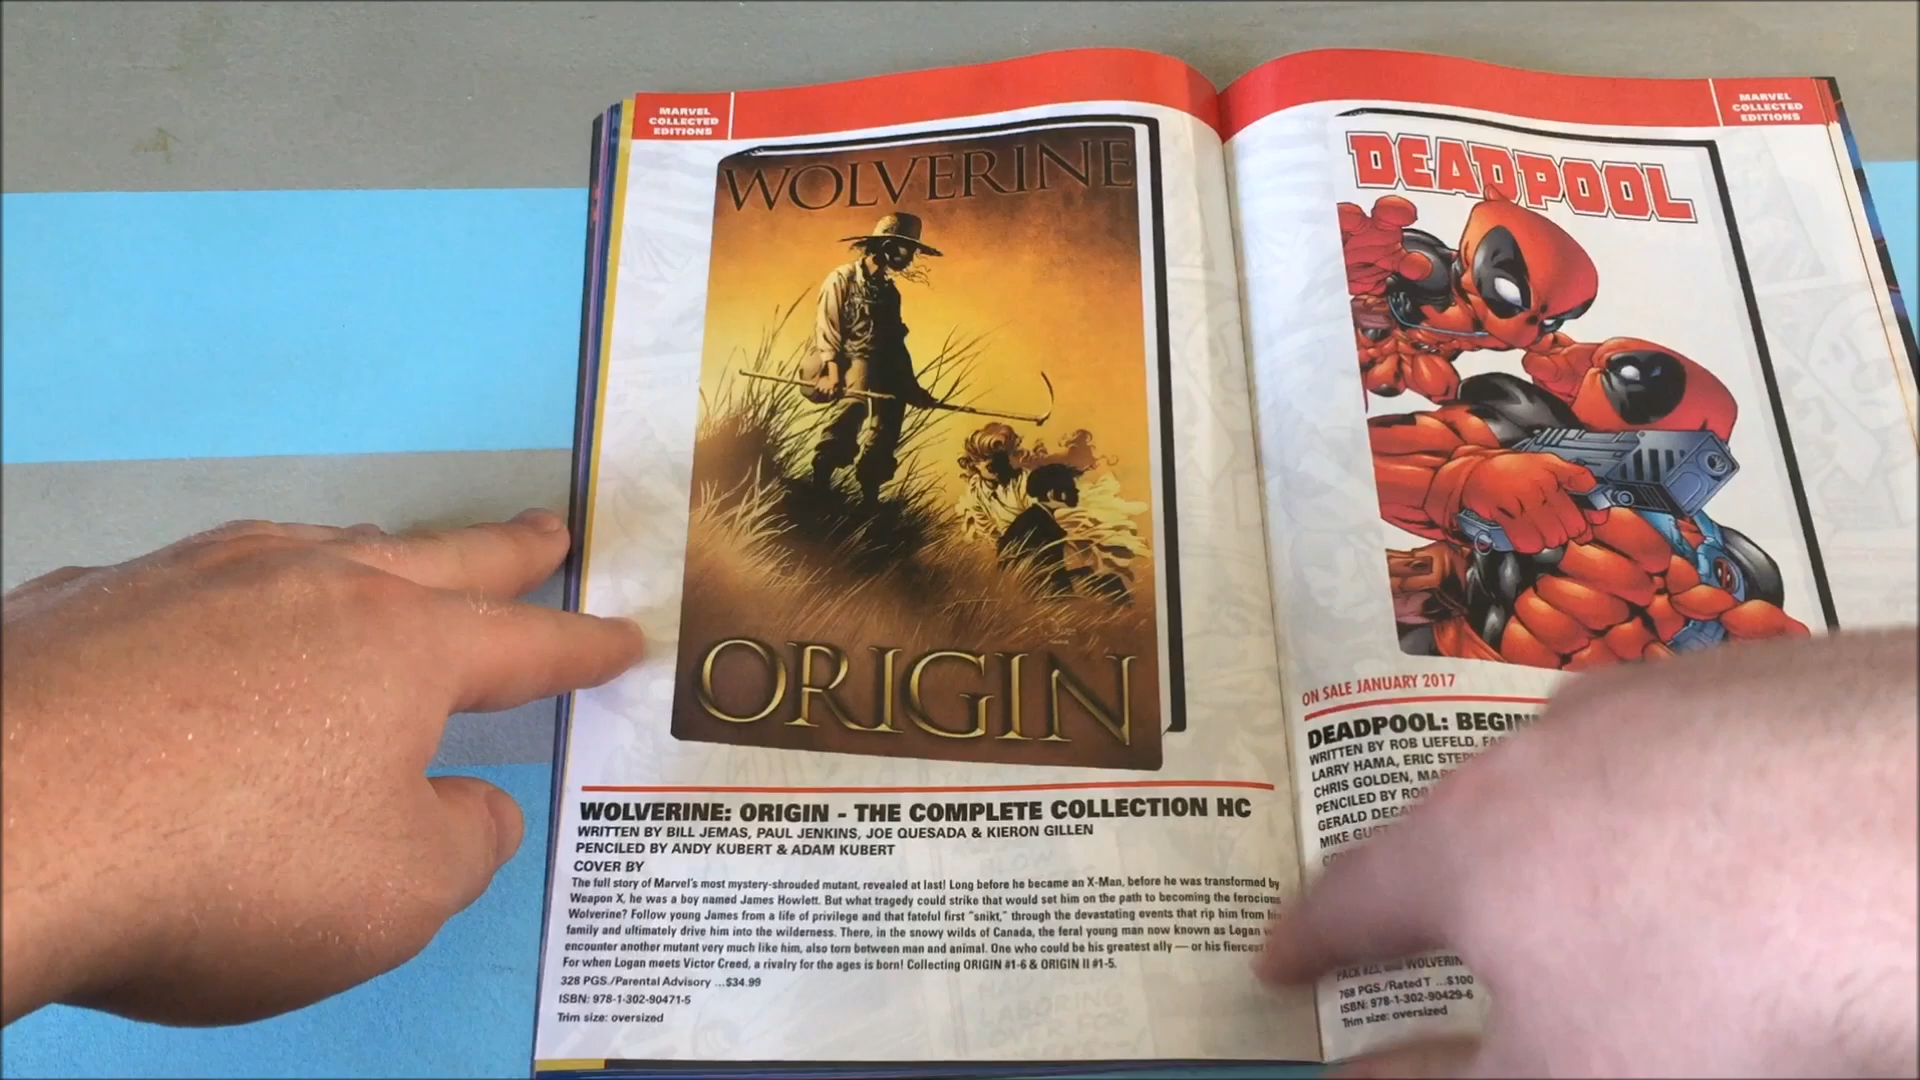 MARVEL
COLLECTED
EDITIONS
WOLVERINE
ORIGIN
WOLVERINE: ORIGIN - THE COMPLETE COLLECTION HC
WRITTEN BY BILL JEMAS, PAUL JENKINS, JOE QUESADA & KIERON GILLEN
PENCILED BY ANDY KUBERT & ADAM KUBERT
COVER BY
The full story of Marvel's most mystery-shrouded mutant, revealed at last! Long before he became an X-Man, before he was transformed by
Weapon X, he was a boy named James Howlett. But what tragedy could strike that would set him on the path to becoming the ferocious
Wolverine? Follow young James from a life of privilege and that fateful first "snikt," through the devastating events that rip him from his
family and ultimately drive him into the wilderness. There, in the snowy wilds of Canada, the feral young man now known as Logan
encounter another mutant very much like him, also torn between man and animal. One who could be his greatest ally — or his fiercest
For when Logan meets Victor Creed, a rivalry for the ages is born! Collecting ORIGIN #1-6 & ORIGIN II #1-5.
328 PGS./Parental Advisory ...$34.99
ISBN: 978-1-302-90471-5
Trim size: oversized
MARVEL
COLLECTED
EDITIONS
DEADPOOL
ON SALE JANUARY 2017
DEADPOOL: BEGIN
WRITTEN BY ROB LIEFELD,
LARRY HAMA, ERIC
CHRIS GOLDEN,
PENCILED BY
GERALD
MIKE
PACK #23, WOLVERIN
768 PGS./Rated T ...$100
ISBN: 978-1-302-90429-6
Trim size: oversized